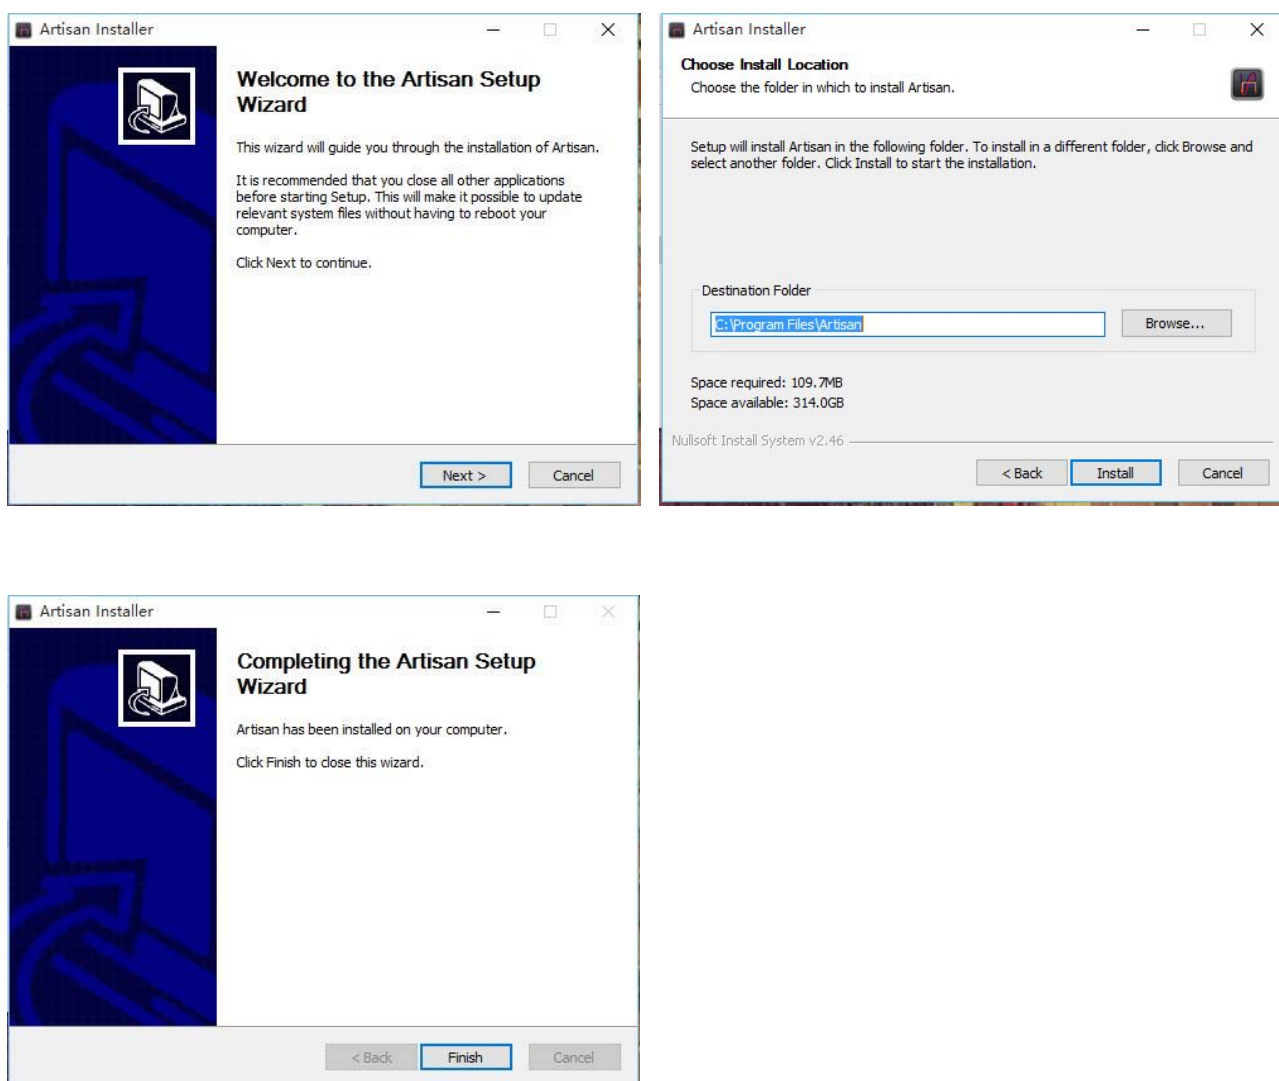 Artisan Installer
Welcome to the Artisan Setup
Wizard
This wizard will guide you through the installation of Artisan.
It is recommended that you close all other applications
before starting Setup. This will make it possible to update
relevant system files without having to reboot your
computer.
Click Next to continue.
Next >
Cancel
Artisan Installer
Choose Install Location
Choose the folder in which to install Artisan.
Setup will install Artisan in the following folder. To install in a different folder, click Browse and
select another folder. Click Install to start the installation.
Destination Folder
C:\Program Files\Artisan
Browse...
Space required: 109.7MB
Space available: 314.0GB
Nullsoft Install System v2.46
< Back
Install
Cancel
Artisan Installer
Completing the Artisan Setup
Wizard
Artisan has been installed on your computer.
Click Finish to close this wizard.
< Back
Finish
Cancel